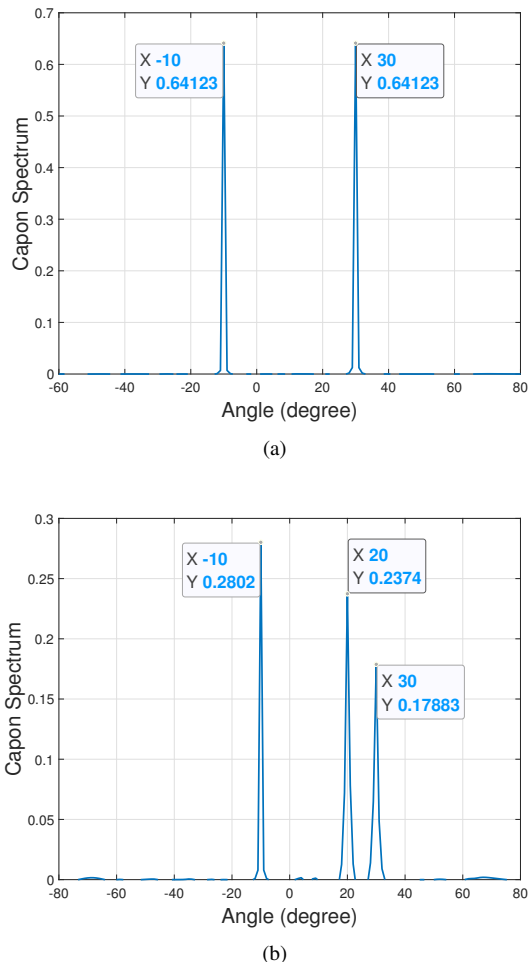 0.7
0.6
0.5
0.4
0.3
0.2
0.1
0
Capon Spectrum
X -10
Y 0.64123
X 30
Y 0.64123
-60 -40 -20 0 20 40 60 80
Angle (degree)
(a)
0.3
0.25
0.2
0.15
0.1
0.05
0
Capon Spectrum
X -10
Y 0.2802
X 20
Y 0.2374
X 30
Y 0.17883
-80 -60 -40 -20 0 20 40 60 80
Angle (degree)
(b)